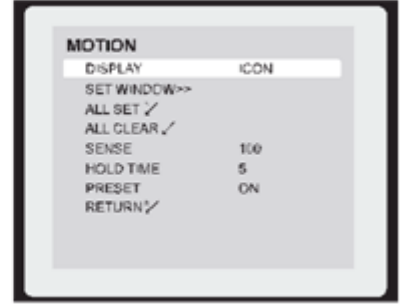 MOTION
DISPLAY ICON
SET WINDOW>>
ALL SET
ALL CLEAR
SENSE 100
HOLD TIME 5
PRESET ON
RETURN